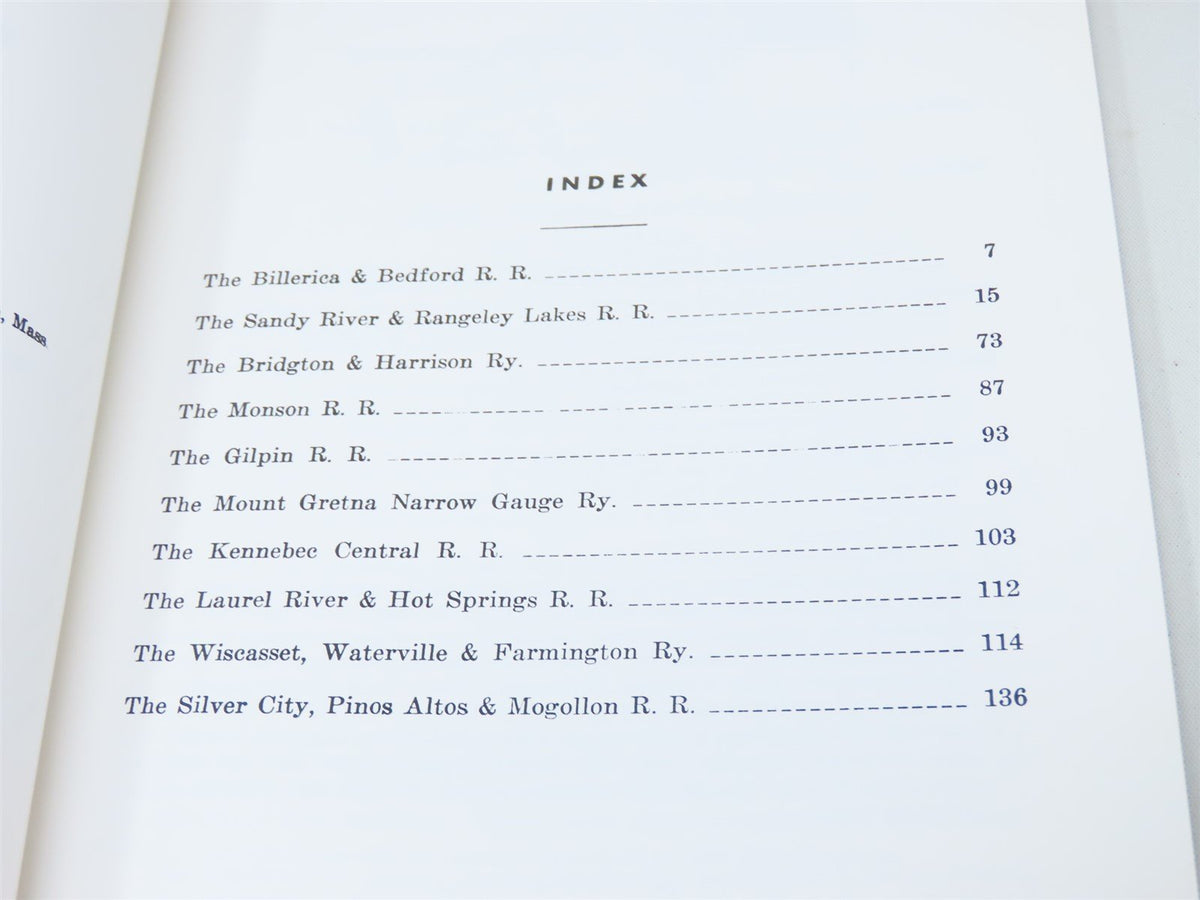 , Mass.
INDEX
The Billerica & Bedford R. R. 7
The Sandy River & Rangeley Lakes R. R. 15
The Bridgton & Harrison Ry. 73
The Monson R. R. 87
The Gilpin R. R. 93
The Mount Gretna Narrow Gauge Ry. 99
The Kennebec Central R. R. 103
The Laurel River & Hot Springs R. R. 112
The Wiscasset, Waterville & Farmington Ry. 114
The Silver City, Pinos Altos & Mogollon R. R. 136